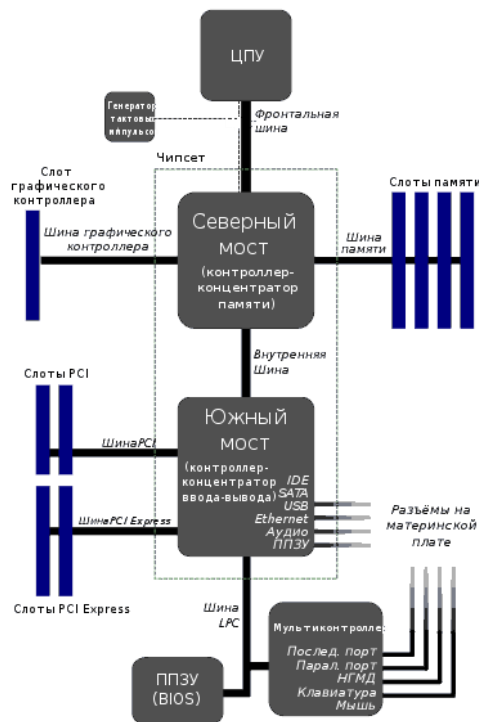 ЦПУ
Генератор
тактовых
импульсо
Фронтальная
шина
Чипсет
Слот
графического
контроллера
Слоты памяти
Северный
мост
(контроллер-
концентратор
памяти)
Шина графического
контроллера
Шина
памяти
Внутренняя
Шина
Слоты PCI
Южный
мост
(контроллер-
концентратор
ввода-вывода)
ШинаPCI
IDE
SATA
USB
Ethernet
Аудио
ППЗУ
Разъёмы на
материнской
плате
ШинаPCI Express
Слоты PCI Express
Шина
LPC
Мультиконтроллер
ППЗУ
(BIOS)
Послед. порт
Парал. порт
НГМД
Клавиатура
Мышь